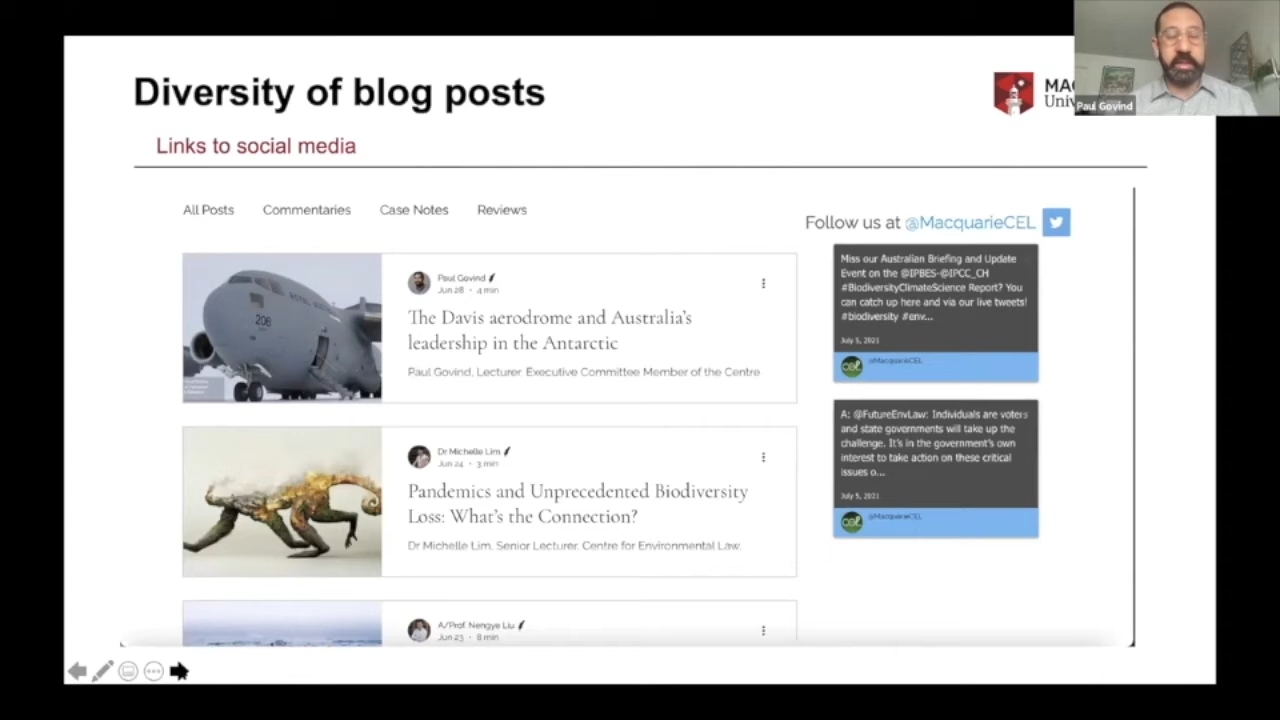 Diversity of blog posts
Links to social media
MAC
Univ
Paul Govind
All Posts Commentaries Case Notes Reviews
Follow us at @MacquarieCEL
Paul Govind
Jun 28 · 4 min
The Davis aerodrome and Australia's
leadership in the Antarctic
Paul Govind, Lecturer Executive Committee Member of the Centre
208
Dr Michelle Lim
Jun 24 · 3 min
Pandemics and Unprecedented Biodiversity
Loss: What's the Connection?
Dr Michelle Lim, Senior Lecturer, Centre for Environmental Law,
A/Prof. Nengye Liu
Jun 23 · 8 min
Miss our Australian Briefing and Update
Event on the @IPBES-@IPCC_CH
#BiodiversityClimateScience Report? You
can catch up here and via our live tweets!
#biodiversity #env...
July 5, 2021
@MacquarieCEL
A: @FutureEnvLaw: Individuals are voters
and state governments will take up the
challenge. It's in the government's own
interest to take action on these critical
issues o...
July 5, 2021
@MacquarieCEL